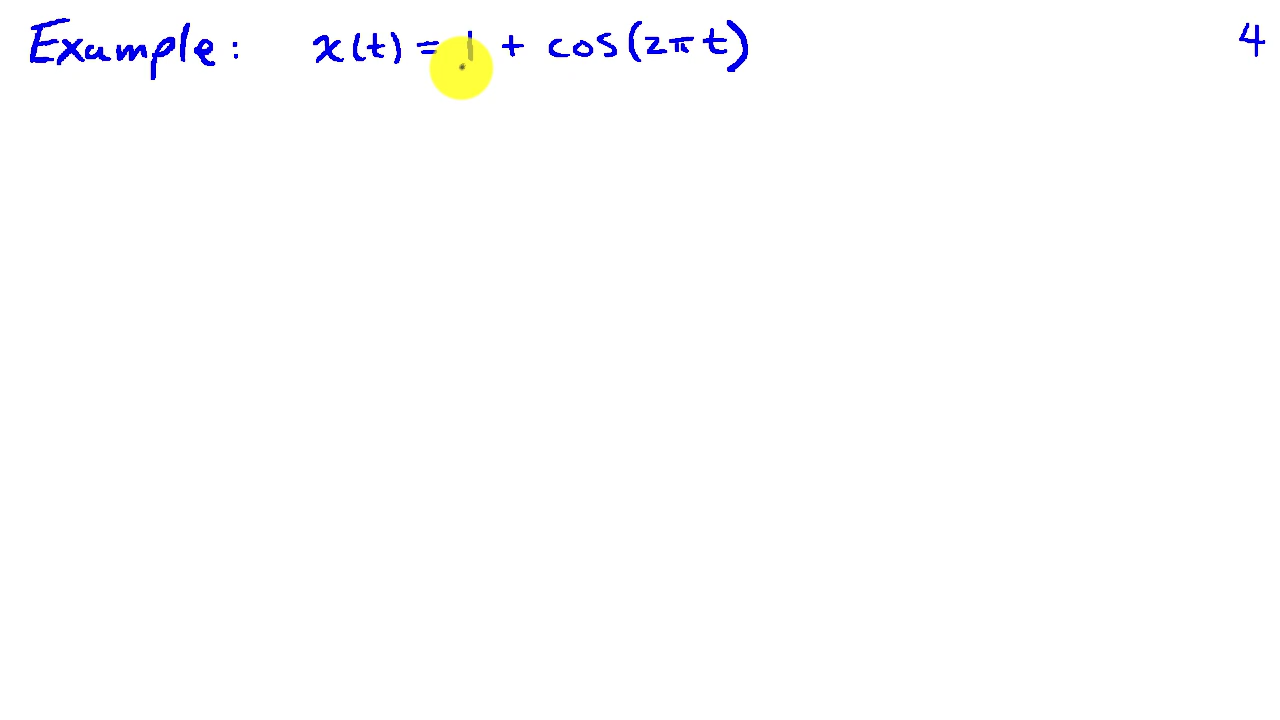 Example: x(t) = 1 + cos(2πt) 4